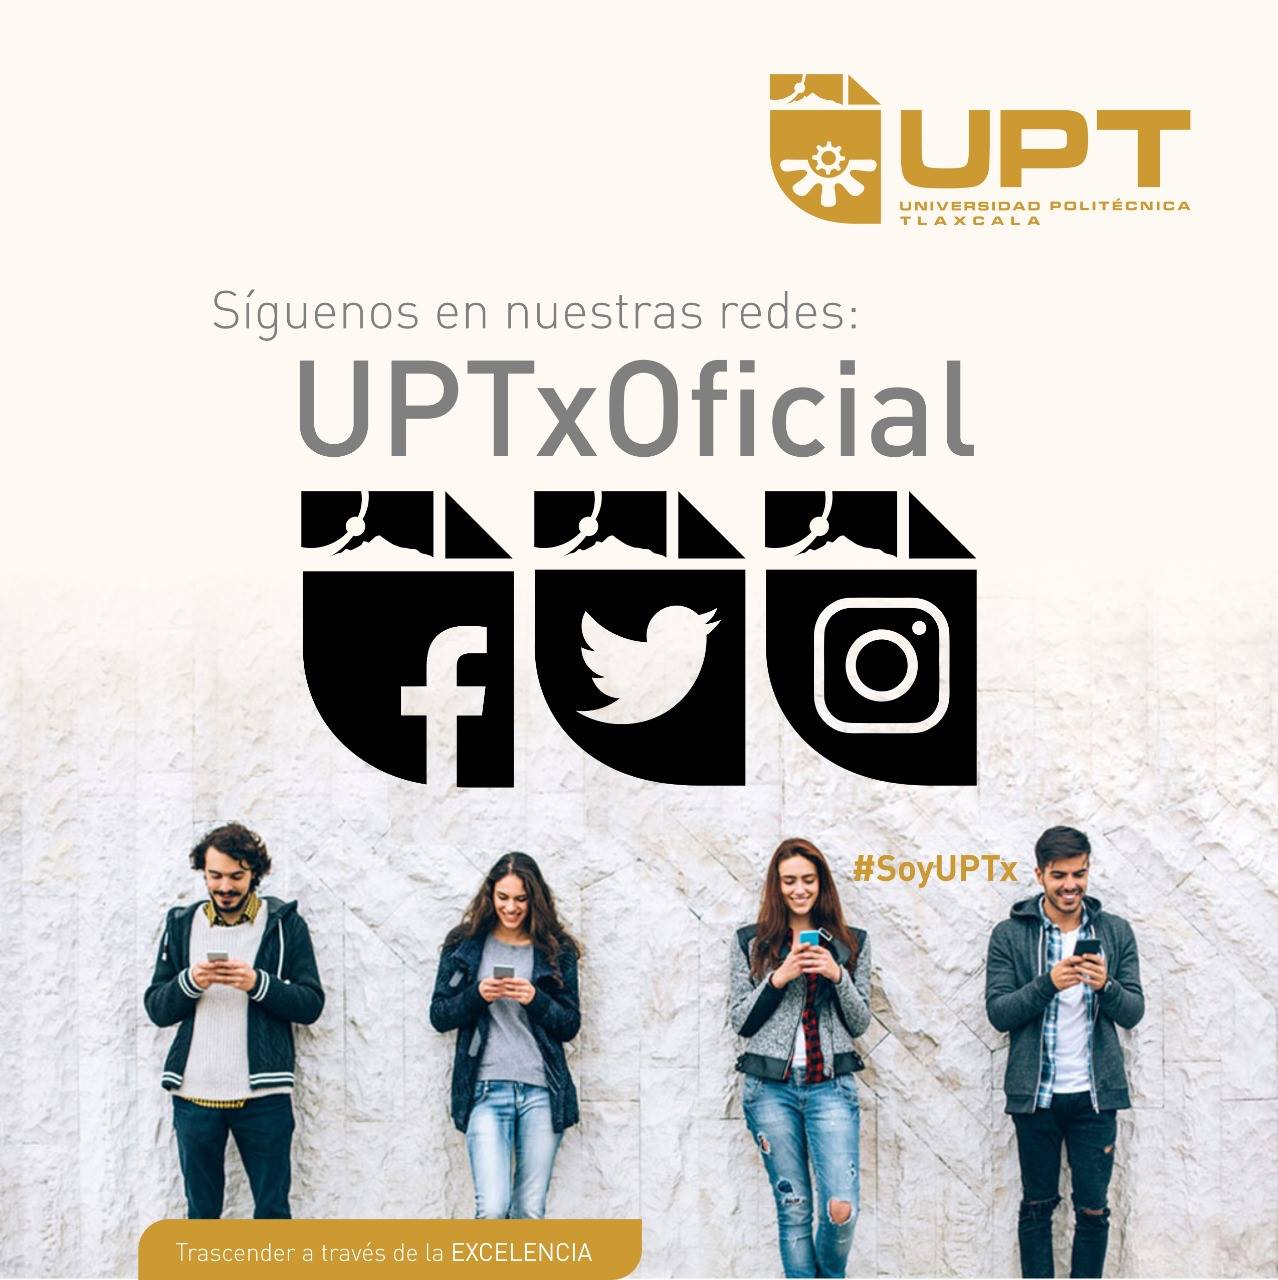 UPT
UNIVERSIDAD POLITÉCNICA
TLAXCALA
Síguenos en nuestras redes:
UPTxOficial
#SoyUPTx
Trascender a través de la EXCELENCIA